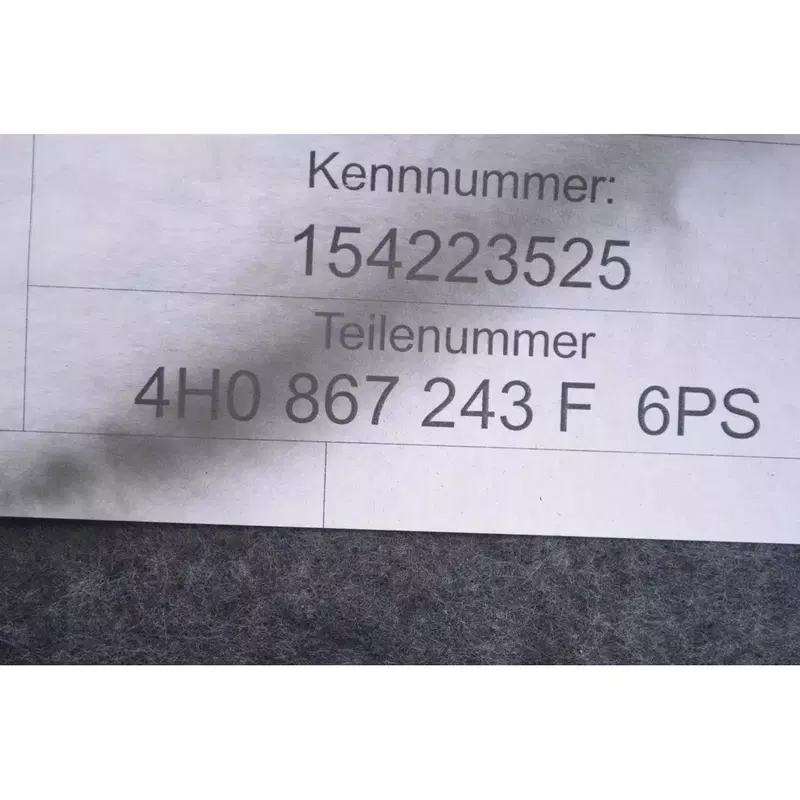 Kennnummer:
154223525
Teilenummer
4H0 867 243 F 6PS